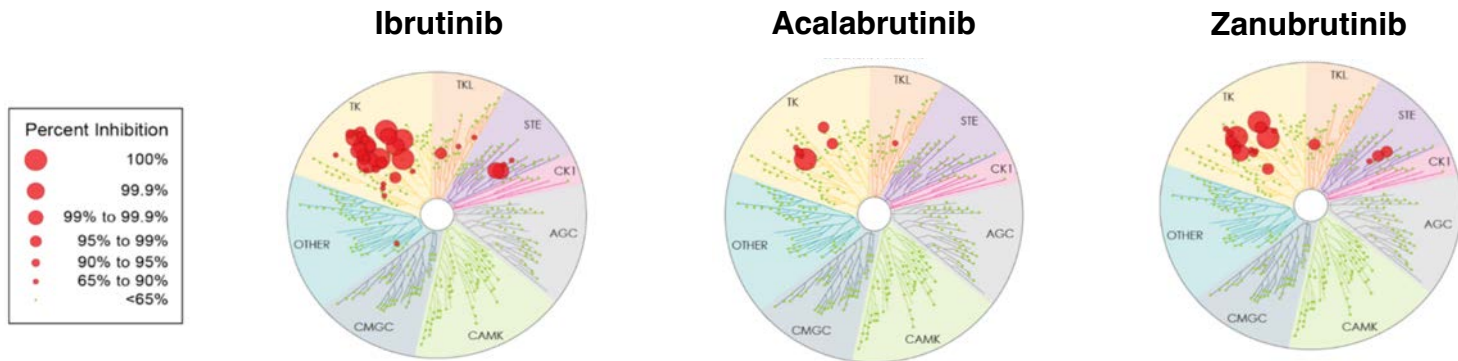 Ibrutinib
Acalabrutinib
Zanubrutinib
Percent Inhibition
100%
99.9%
99% to 99.9%
95% to 99%
90% to 95%
65% to 90%
<65%
TK
TKL
STE
CK1
AGC
CAMK
CMGC
OTHER
TK
TKL
STE
CK1
AGC
CAMK
CMGC
OTHER
TK
TKL
STE
CK1
AGC
CAMK
CMGC
OTHER